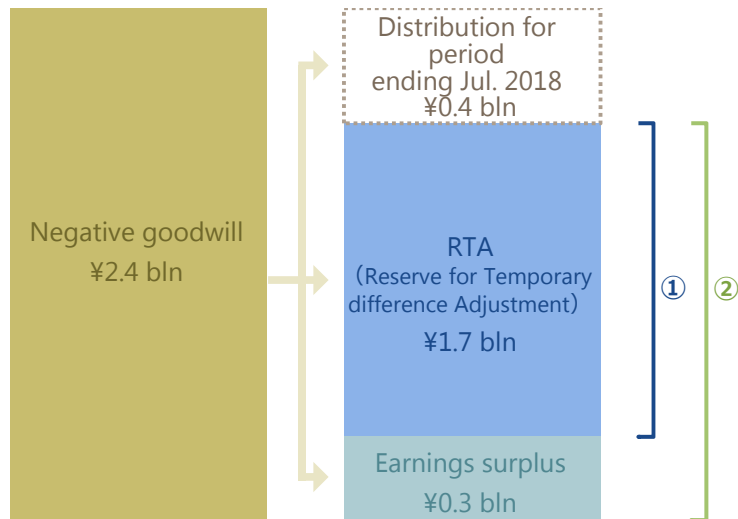 Negative goodwill
¥2.4 bln
Distribution for
period
ending Jul. 2018
¥0.4 bln
RTA
（Reserve for Temporary
difference Adjustment）
¥1.7 bln
Earnings surplus
¥0.3 bln
①
②